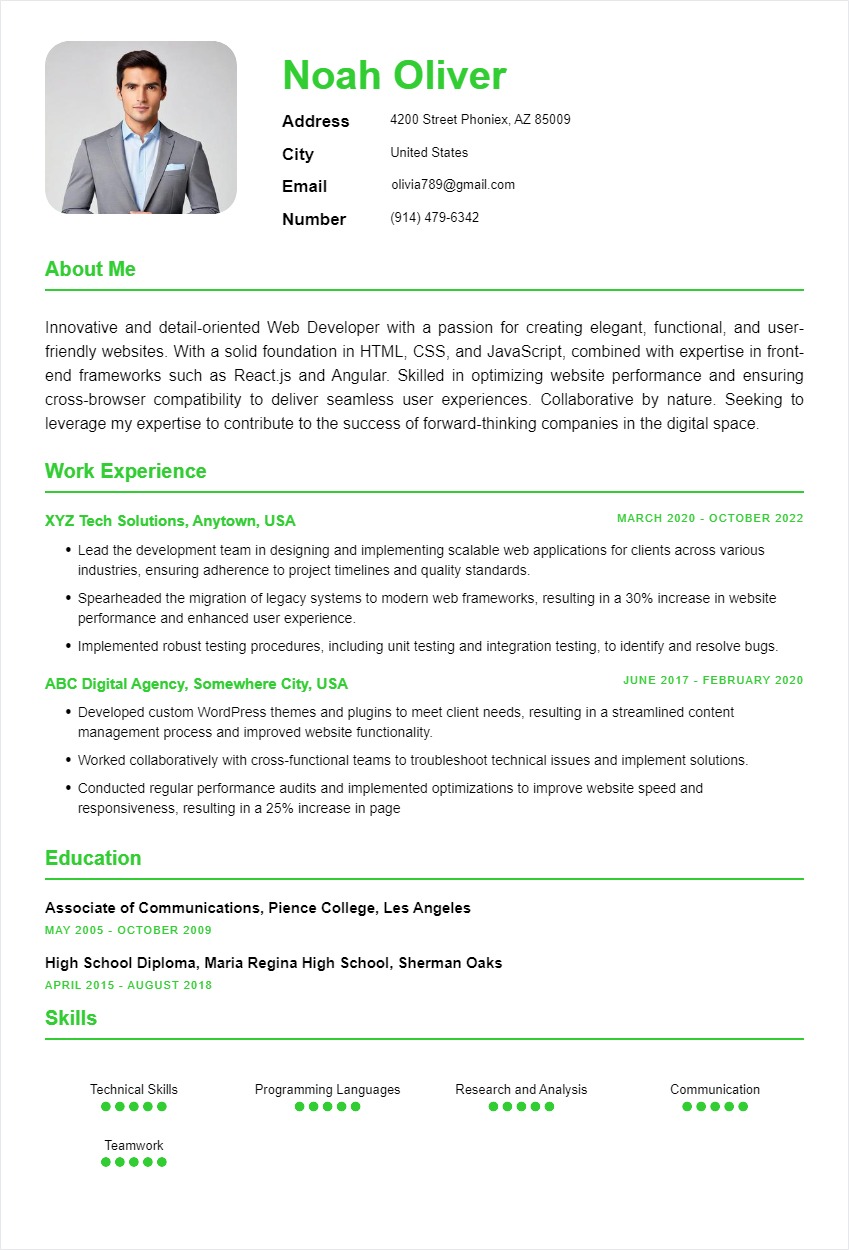 Noah Oliver
Address 4200 Street Phoniex, AZ 85009
City United States
Email olivia789@gmail.com
Number (914) 479-6342
About Me
Innovative and detail-oriented Web Developer with a passion for creating elegant, functional, and user-
friendly websites. With a solid foundation in HTML, CSS, and JavaScript, combined with expertise in front-
end frameworks such as React.js and Angular. Skilled in optimizing website performance and ensuring
cross-browser compatibility to deliver seamless user experiences. Collaborative by nature. Seeking to
leverage my expertise to contribute to the success of forward-thinking companies in the digital space.
Work Experience
XYZ Tech Solutions, Anytown, USA MARCH 2020 - OCTOBER 2022
• Lead the development team in designing and implementing scalable web applications for clients across various
industries, ensuring adherence to project timelines and quality standards.
• Spearheaded the migration of legacy systems to modern web frameworks, resulting in a 30% increase in website
performance and enhanced user experience.
• Implemented robust testing procedures, including unit testing and integration testing, to identify and resolve bugs.
ABC Digital Agency, Somewhere City, USA JUNE 2017 - FEBRUARY 2020
• Developed custom WordPress themes and plugins to meet client needs, resulting in a streamlined content
management process and improved website functionality.
• Worked collaboratively with cross-functional teams to troubleshoot technical issues and implement solutions.
• Conducted regular performance audits and implemented optimizations to improve website speed and
responsiveness, resulting in a 25% increase in page
Education
Associate of Communications, Pience College, Les Angeles
MAY 2005 - OCTOBER 2009
High School Diploma, Maria Regina High School, Sherman Oaks
APRIL 2015 - AUGUST 2018
Skills
Technical Skills Programming Languages Research and Analysis Communication
Teamwork